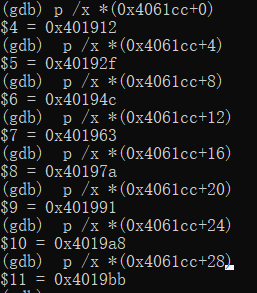 (gdb) p /x *(0x4061cc+0)
$4 = 0x401912
(gdb)  p /x *(0x4061cc+4)
$5 = 0x40192f
(gdb)  p /x *(0x4061cc+8)
$6 = 0x40194c
(gdb)  p /x *(0x4061cc+12)
$7 = 0x401963
(gdb)  p /x *(0x4061cc+16)
$8 = 0x40197a
(gdb)  p /x *(0x4061cc+20)
$9 = 0x401991
(gdb)  p /x *(0x4061cc+24)
$10 = 0x4019a8
(gdb)  p /x *(0x4061cc+28)
$11 = 0x4019bb